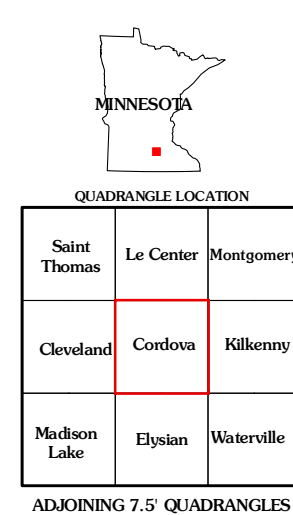 MINNESOTA
QUADRANGLE LOCATION
Saint
Thomas
Le Center
Montgomery
Cleveland
Cordova
Kilkenny
Madison
Lake
Elysian
Waterville
ADJOINING 7.5' QUADRANGLES